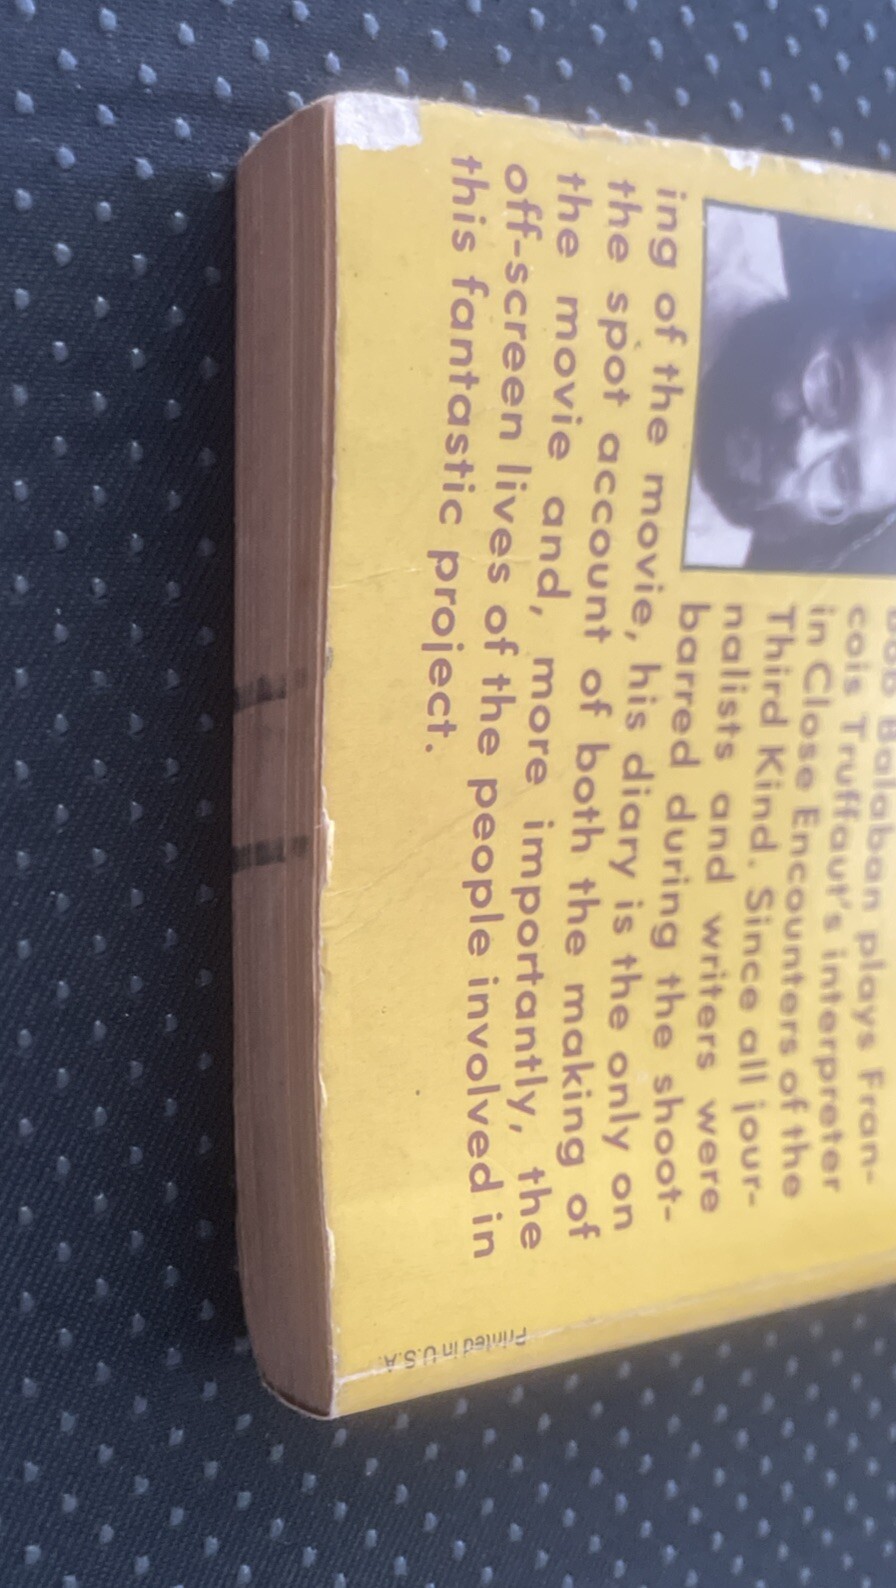 Bob Balaban plays Fran-
cois Truffaut's interpreter
in Close Encounters of the
Third Kind. Since all jour-
nalists and writers were
barred during the shoot-
ing of the movie, his diary is the only on
the spot account of both the making of
the movie and, more importantly, the
off-screen lives of the people involved in
this fantastic project.
Printed in U.S.A.